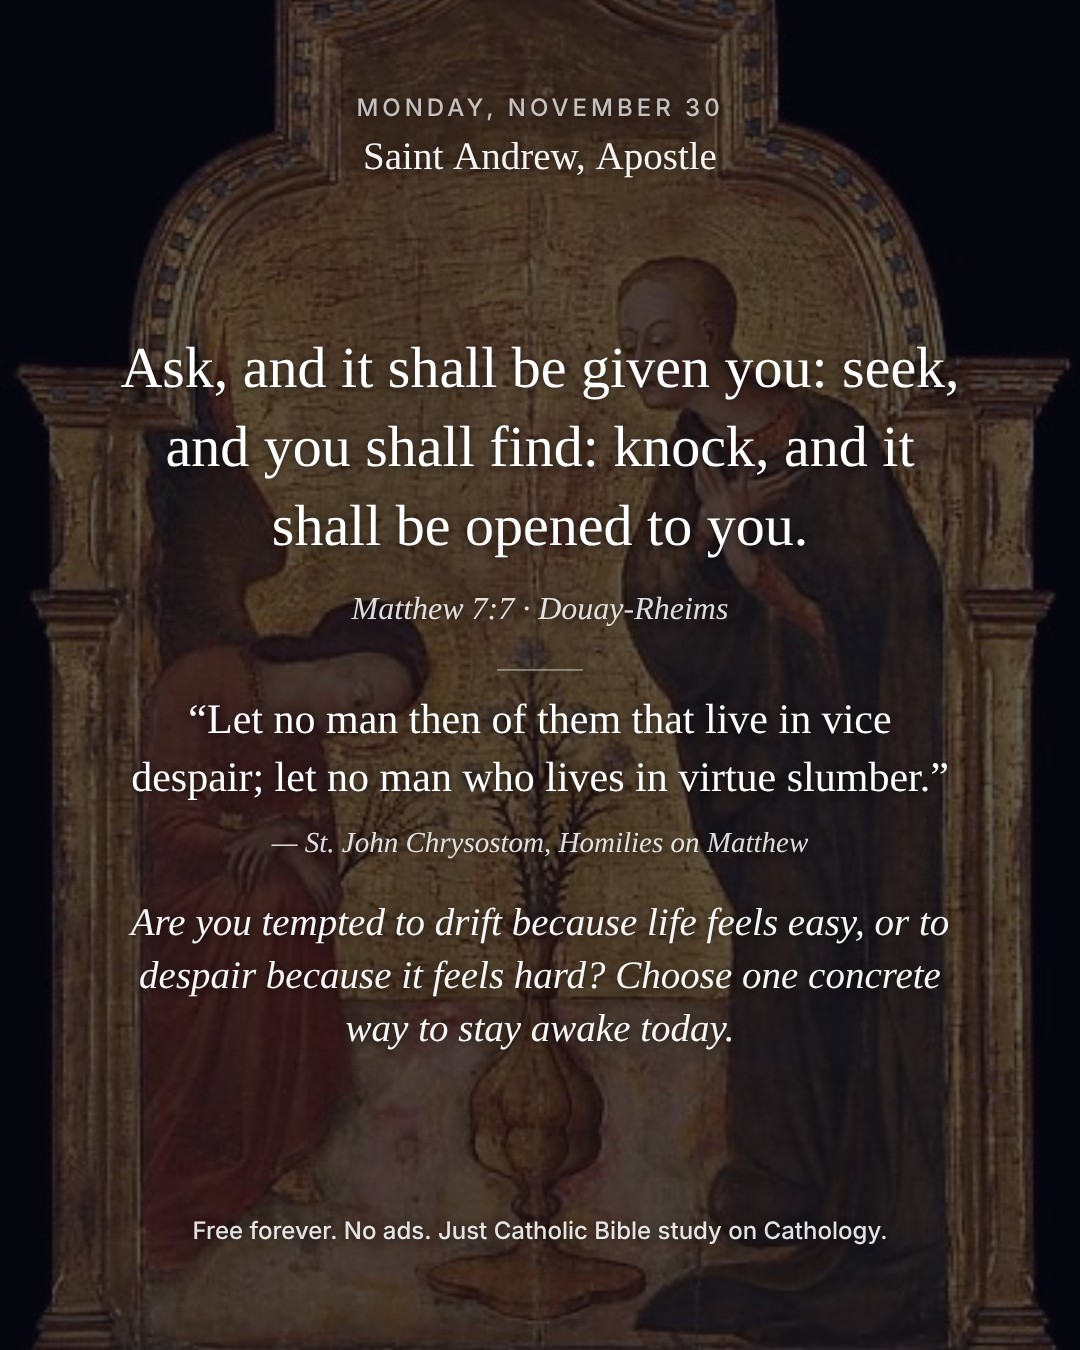 MONDAY, NOVEMBER 30
Saint Andrew, Apostle
Ask, and it shall be given you: seek,
and you shall find: knock, and it
shall be opened to you.
Matthew 7:7 · Douay-Rheims
“Let no man then of them that live in vice
despair; let no man who lives in virtue slumber.”
— St. John Chrysostom, Homilies on Matthew
Are you tempted to drift because life feels easy, or to
despair because it feels hard? Choose one concrete
way to stay awake today.
Free forever. No ads. Just Catholic Bible study on Cathology.